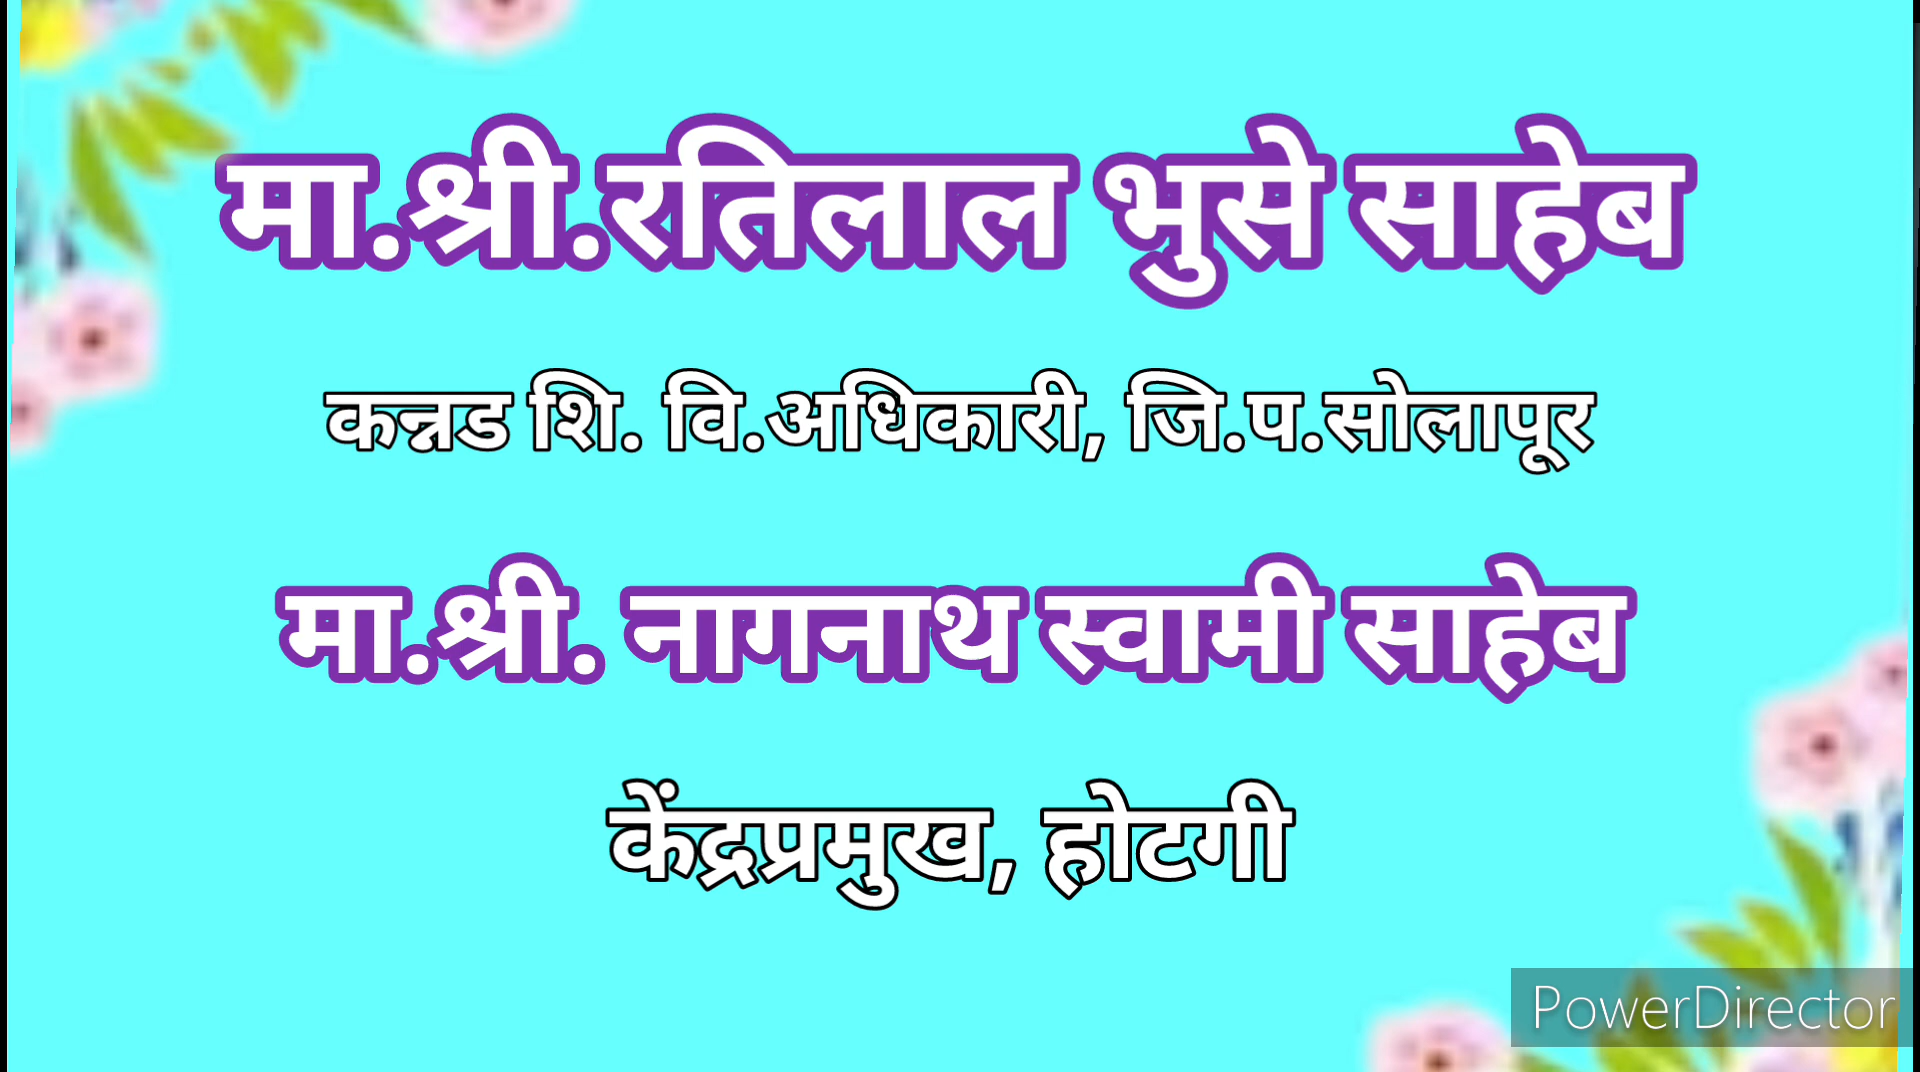 मा.श्री.रतिलाल भुसे साहेब
कन्नड शि. वि.अधिकारी, जि.प.सोलापूर
मा.श्री. नागनाथ स्वामी साहेब
केंद्रप्रमुख, होटगी
PowerDirector